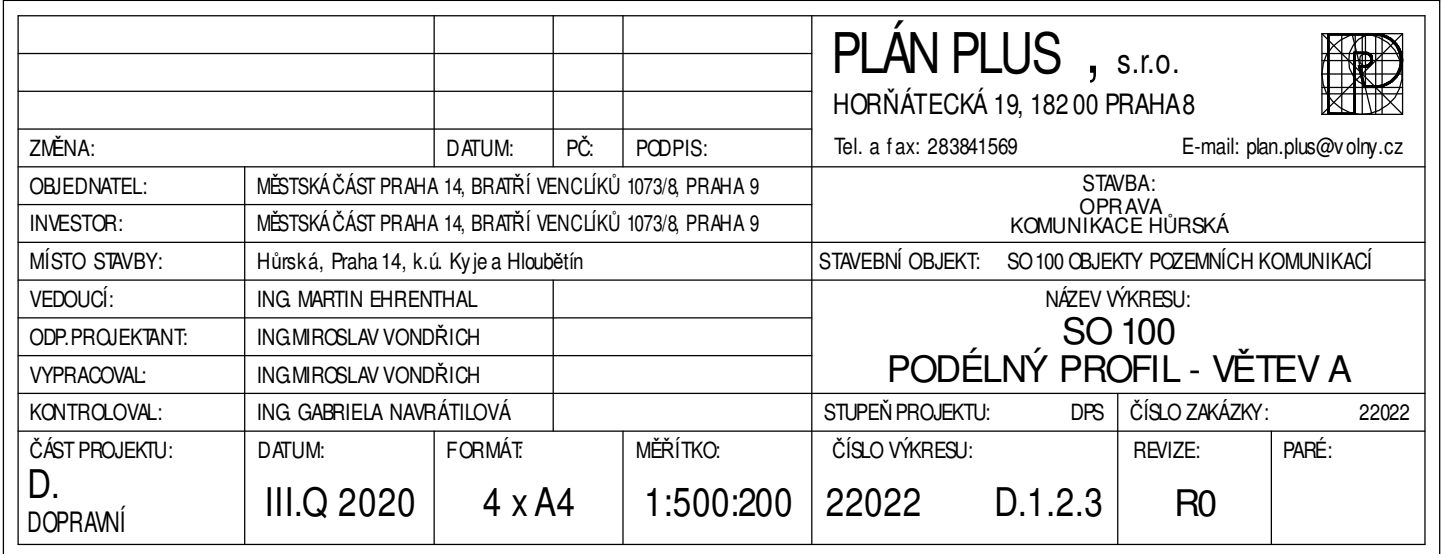 PLÁN PLUS , s.r.o.
HORŇÁTECKÁ 19, 182 00 PRAHA 8
Tel. a fax: 283841569 E-mail: plan.plus@volny.cz
ZMĚNA: DATUM: PČ: PODPIS:
OBJEDNATEL: MĚSTSKÁ ČÁST PRAHA 14, BRATŘÍ VENCLÍKŮ 1073/8, PRAHA 9
INVESTOR: MĚSTSKÁ ČÁST PRAHA 14, BRATŘÍ VENCLÍKŮ 1073/8, PRAHA 9
STAVBA:
OPRAVA
KOMUNIKACE HŮRSKÁ
MÍSTO STAVBY: Hůrská, Praha 14, k.ú. Kyje a Hloubětín
STAVEBNÍ OBJEKT: SO 100 OBJEKTY POZEMNÍCH KOMUNIKACÍ
VEDOUCÍ: ING. MARTIN EHRENTHAL
ODP.PROJEKTANT: ING.MIROSLAV VONDŘICH
VYPRACOVAL: ING.MIROSLAV VONDŘICH
KONTROLOVAL: ING. GABRIELA NAVRÁTILOVÁ
NÁZEV VÝKRESU:
SO 100
PODÉLNÝ PROFIL - VĚTEV A
STUPEŇ PROJEKTU: DPS ČÍSLO ZAKÁZKY: 22022
ČÁST PROJEKTU: DATUM: FORMÁT: MĚŘÍTKO: ČÍSLO VÝKRESU: REVIZE: PARÉ:
D. III.Q 2020 4 x A4 1:500:200 22022 D.1.2.3 R0
DOPRAVNÍ